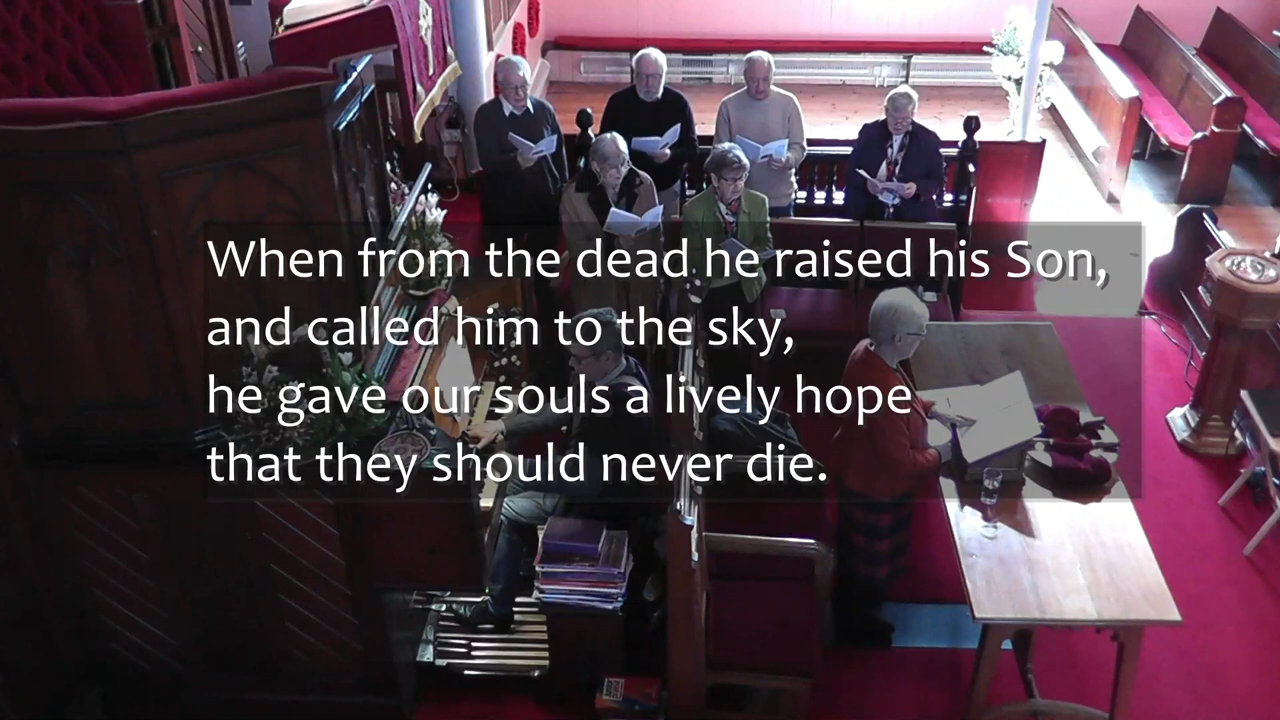 When from the dead he raised his Son,
and called him to the sky,
he gave our souls a lively hope
that they should never die.